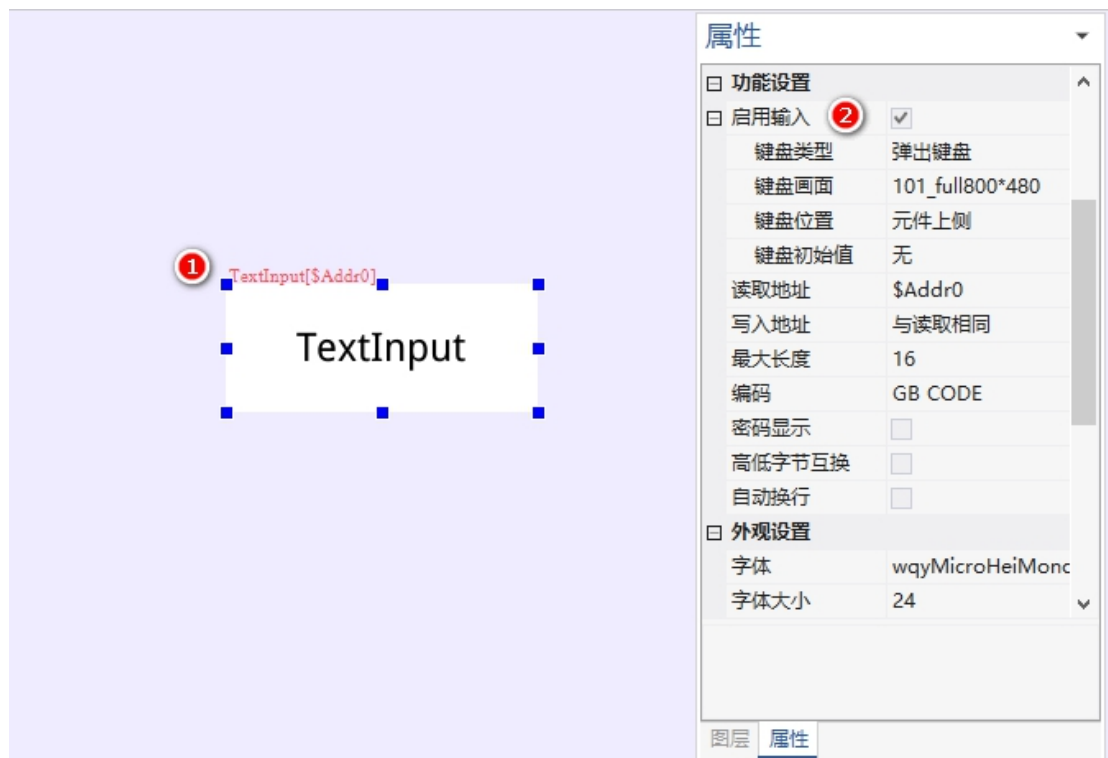 属性
功能设置
启用输入 2
键盘类型 弹出键盘
键盘画面 101_full800*480
键盘位置 元件上侧
键盘初始值 无
1 TextInput[$Addr0]
TextInput
读取地址 $Addr0
写入地址 与读取相同
最大长度 16
编码 GB CODE
密码显示
高低字节互换
自动换行
外观设置
字体 wqyMicroHeiMono
字体大小 24
图层 属性